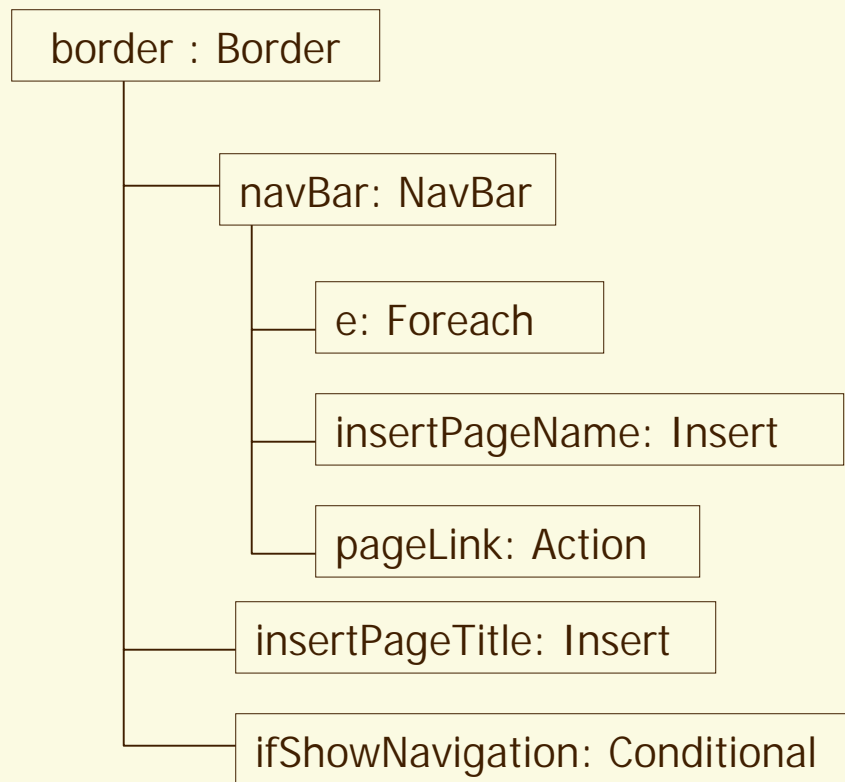 border : Border
navBar: NavBar
e: Foreach
insertPageName: Insert
pageLink: Action
insertPageTitle: Insert
ifShowNavigation: Conditional